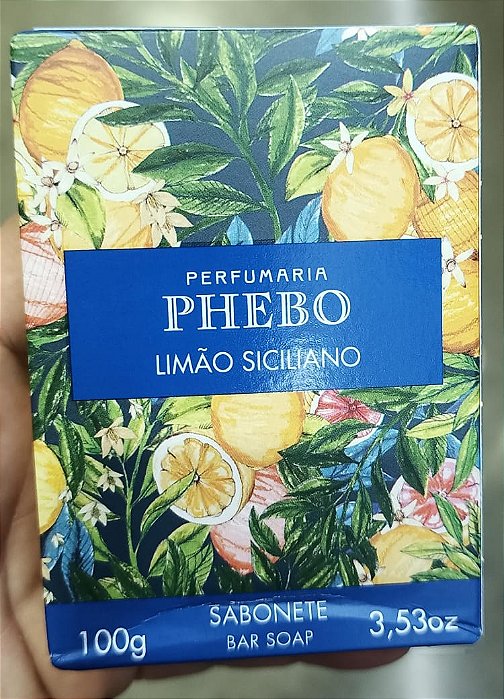 PERFUMARIA
PHEBO
LIMÃO SICILIANO
SABONETE
100g BAR SOAP 3,53oz